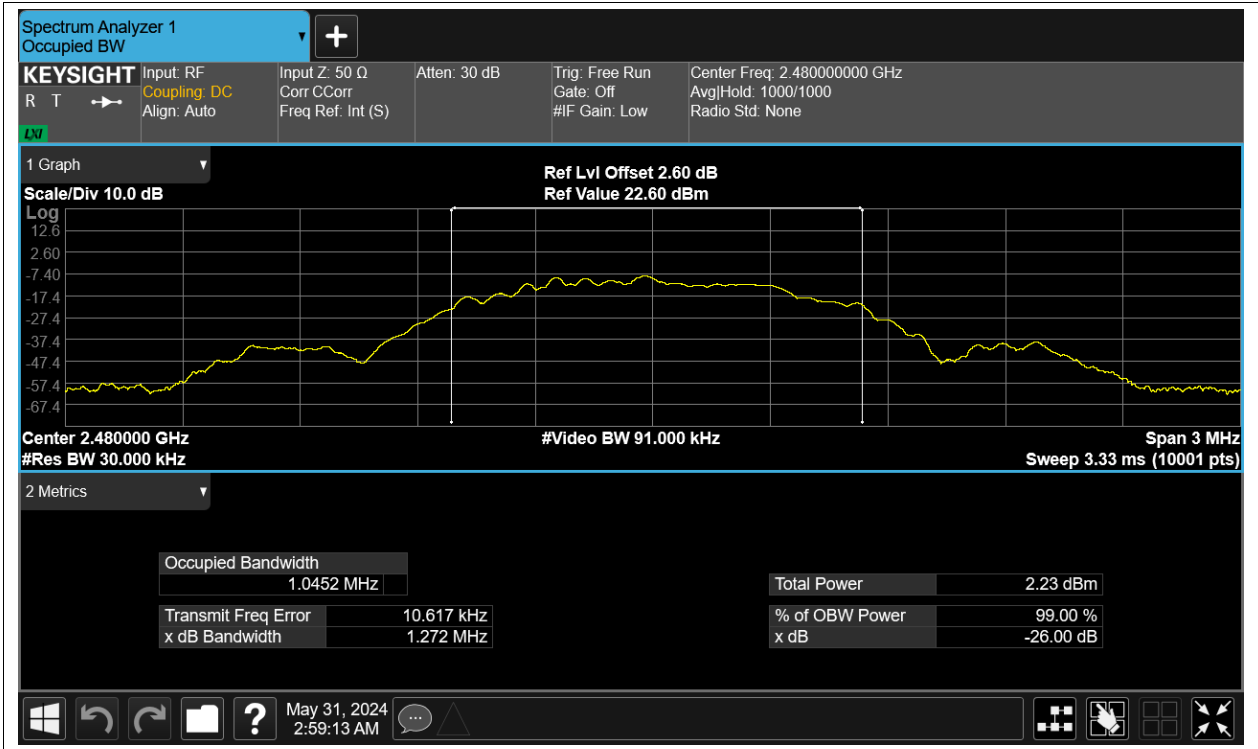 Spectrum Analyzer 1
Occupied BW
KEYSIGHT
R T
LXI
Input: RF
Coupling: DC
Align: Auto
Input Z: 50 Ω
Corr CCorr
Freq Ref: Int (S)
Atten: 30 dB
Trig: Free Run
Gate: Off
#IF Gain: Low
Center Freq: 2.480000000 GHz
Avg|Hold: 1000/1000
Radio Std: None
1 Graph
Scale/Div 10.0 dB
Ref Lvl Offset 2.60 dB
Ref Value 22.60 dBm
Log
12.6
2.60
-7.40
-17.4
-27.4
-37.4
-47.4
-57.4
-67.4
Center 2.480000 GHz
#Res BW 30.000 kHz
#Video BW 91.000 kHz
Span 3 MHz
Sweep 3.33 ms (10001 pts)
2 Metrics
Occupied Bandwidth
1.0452 MHz
Transmit Freq Error 10.617 kHz
x dB Bandwidth 1.272 MHz
Total Power 2.23 dBm
% of OBW Power 99.00 %
x dB -26.00 dB
?
May 31, 2024
2:59:13 AM